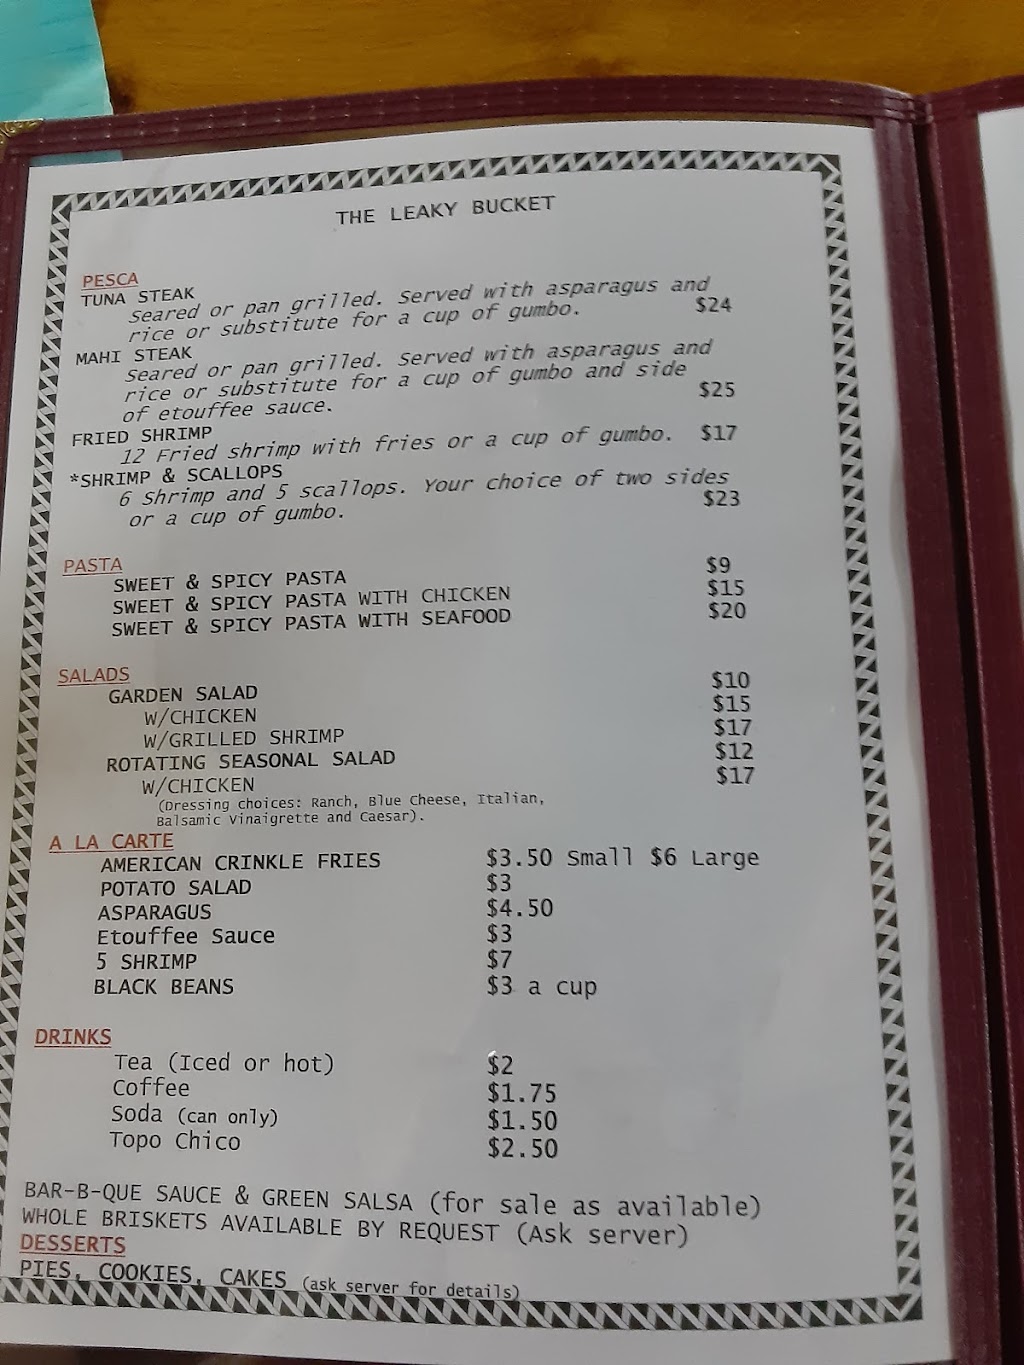 THE LEAKY BUCKET
PESCA
TUNA STEAK
Seared or pan grilled. Served with asparagus and
rice or substitute for a cup of gumbo. $24
MAHI STEAK
Seared or pan grilled. Served with asparagus and
rice or substitute for a cup of gumbo and side
of etouffee sauce. $25
FRIED SHRIMP
12 Fried shrimp with fries or a cup of gumbo. $17
*SHRIMP & SCALLOPS
6 Shrimp and 5 scallops. Your choice of two sides
or a cup of gumbo. $23
PASTA
SWEET & SPICY PASTA $9
SWEET & SPICY PASTA WITH CHICKEN $15
SWEET & SPICY PASTA WITH SEAFOOD $20
SALADS
GARDEN SALAD $10
W/CHICKEN $15
W/GRILLED SHRIMP $17
ROTATING SEASONAL SALAD $12
W/CHICKEN $17
(Dressing choices: Ranch, Blue Cheese, Italian,
Balsamic Vinaigrette and Caesar).
A LA CARTE
AMERICAN CRINKLE FRIES $3.50 Small $6 Large
POTATO SALAD $3
ASPARAGUS $4.50
Etouffee Sauce $3
5 SHRIMP $7
BLACK BEANS $3 a cup
DRINKS
Tea (Iced or hot) $2
Coffee $1.75
Soda (can only) $1.50
Topo Chico $2.50
BAR-B-QUE SAUCE & GREEN SALSA (for sale as available)
WHOLE BRISKETS AVAILABLE BY REQUEST (Ask server)
DESSERTS
PIES, COOKIES, CAKES (ask server for details)